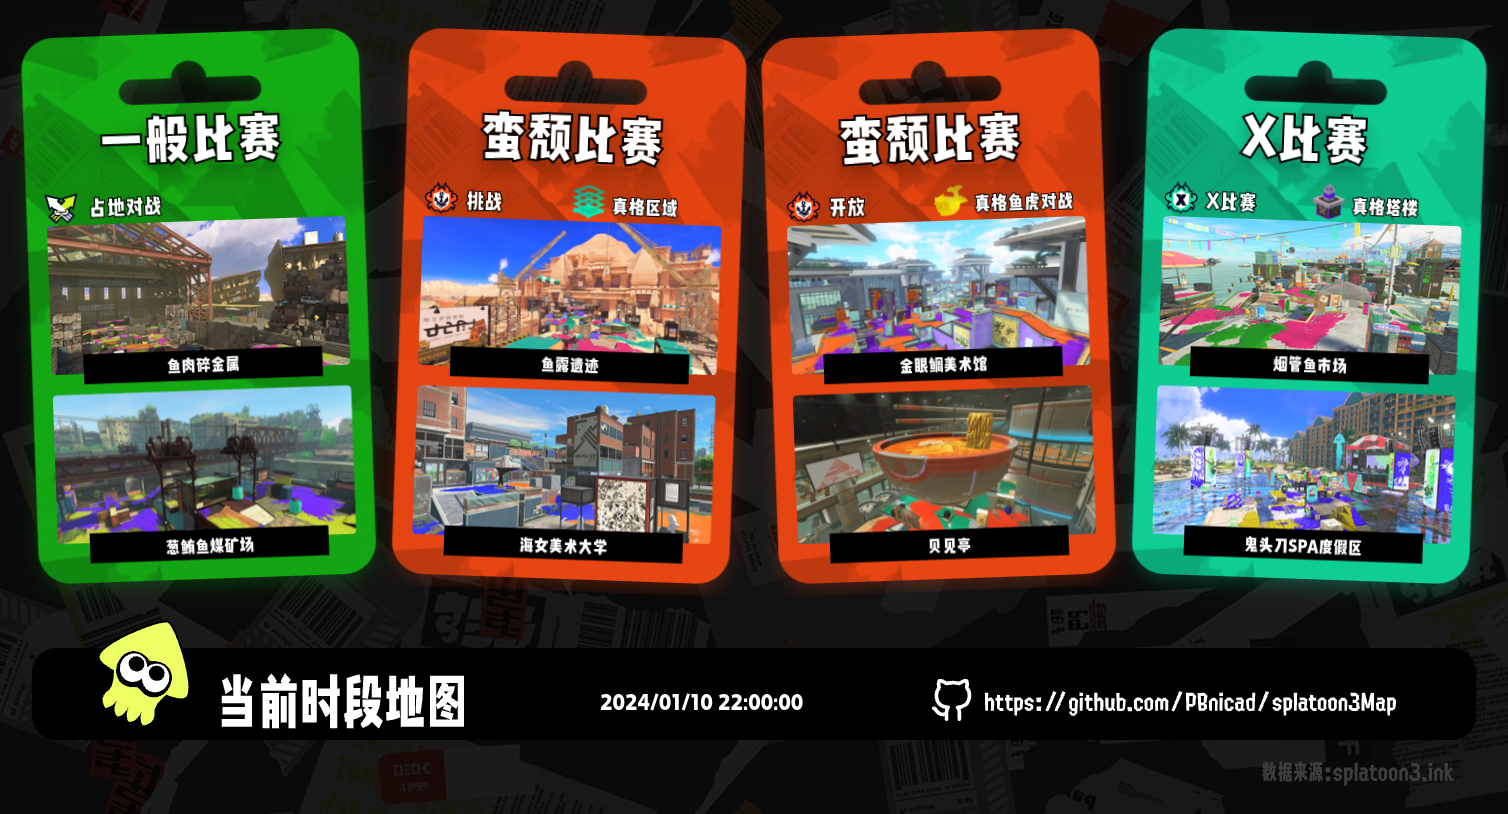 一般比赛
占地对战
鱼肉碎金属
葱鲔鱼煤矿场
蛮颓比赛
挑战
真格区域
鱼露遗迹
海女美术大学
蛮颓比赛
开放
真格鱼虎对战
金眼鲷美术馆
贝见亭
X比赛
X比赛
真格塔楼
烟管鱼市场
鬼头刀SPA度假区
当前时段地图
2024/01/10 22:00:00
https://github.com/PBnicad/splatoon3Map
数据来源:splatoon3.ink